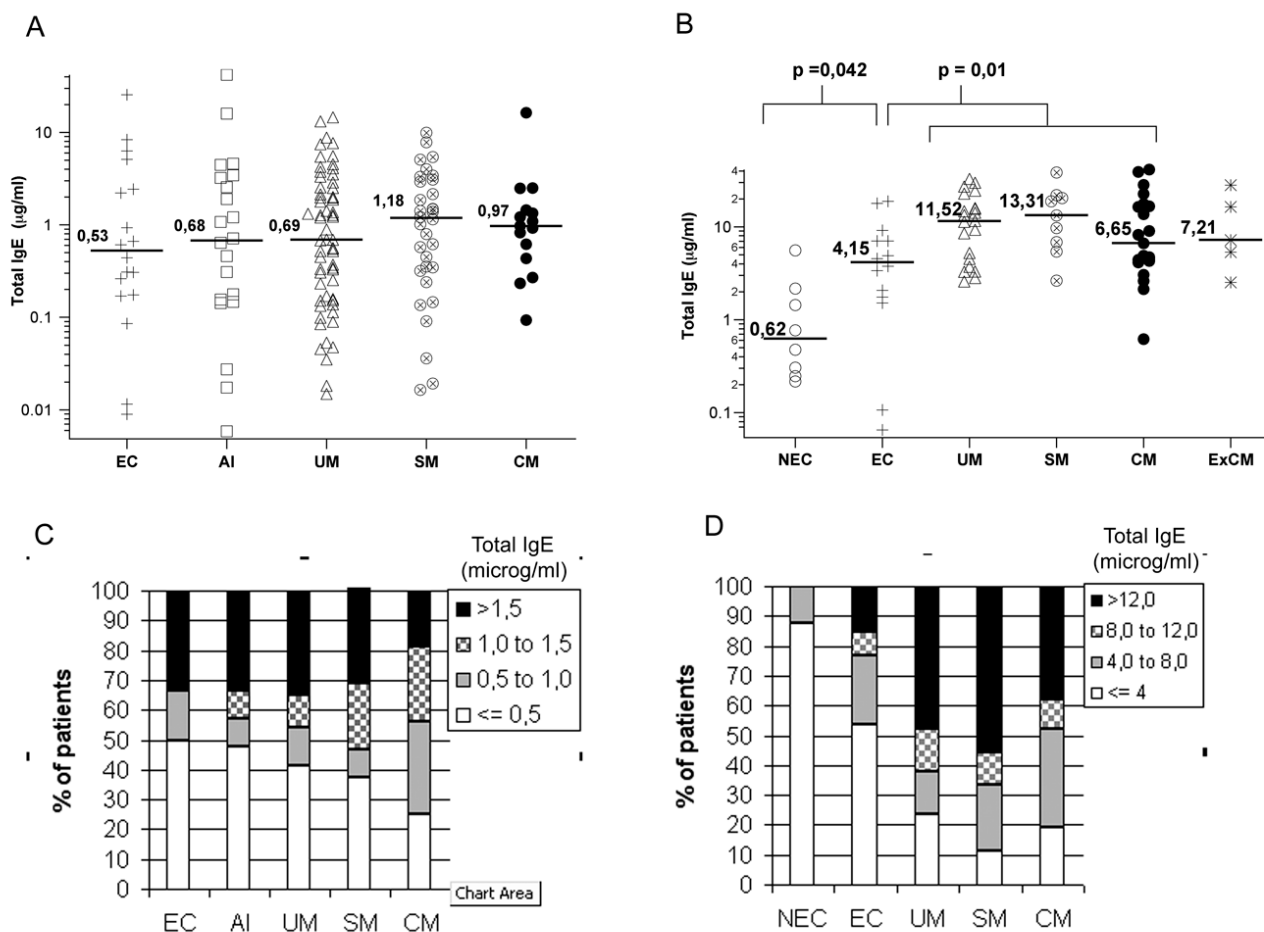 A
Total IgE (µg/ml)
10
1
0.1
0.01
0,53
0,68
0,69
1,18
0,97
EC AI UM SM CM
B
p =0,042 p = 0,01
Total IgE (µg/ml)
4
2
10
6
4
2
1
6
4
2
0.1
0,62
4,15
11,52
13,31
6,65
7,21
NEC EC UM SM CM ExCM
C
Total IgE
(microg/ml)
>1,5
1,0 to 1,5
0,5 to 1,0
<= 0,5
% of patients
100
90
80
70
60
50
40
30
20
10
0
Chart Area
EC AI UM SM CM
D
Total IgE
(microg/ml)
>12,0
8,0 to 12,0
4,0 to 8,0
<= 4
% of patients
100
90
80
70
60
50
40
30
20
10
0
NEC EC UM SM CM